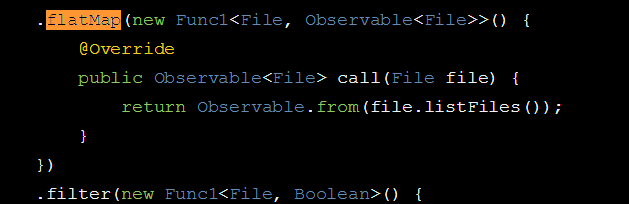 .flatMap(new Func1<File, Observable<File>>() {
    @Override
    public Observable<File> call(File file) {
        return Observable.from(file.listFiles());
    }
})
.filter(new Func1<File, Boolean>() {